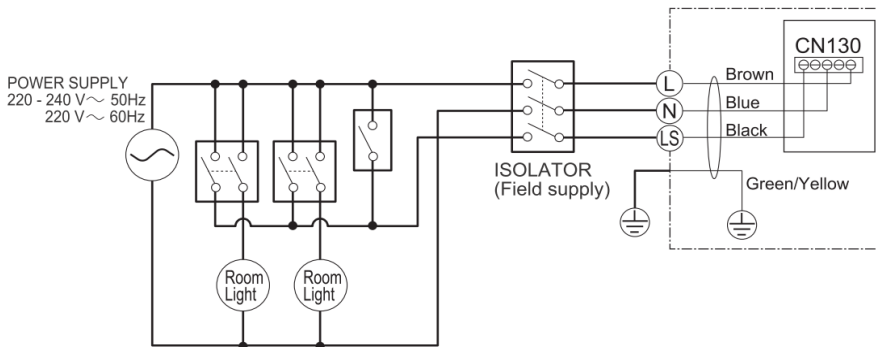 POWER SUPPLY
220 - 240 V～ 50Hz
220 V～ 60Hz
Room
Light
Room
Light
ISOLATOR
(Field supply)
L
N
LS
Brown
Blue
Black
Green/Yellow
CN130